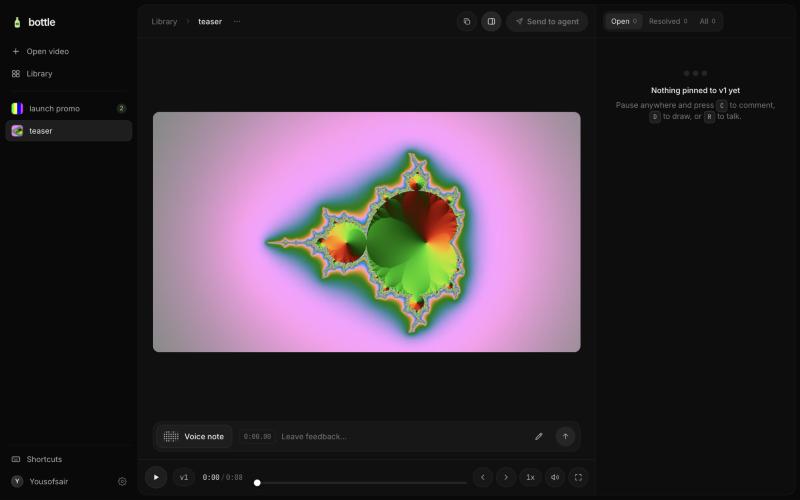 bottle
Open video
Library
launch promo 2
teaser
Shortcuts
Y Yousofsair
Library > teaser ...
Send to agent
Voice note 0:00.00 Leave feedback...
v1 0:00 / 0:08
1x
Open 0 Resolved 0 All 0
Nothing pinned to v1 yet
Pause anywhere and press C to comment,
D to draw, or R to talk.